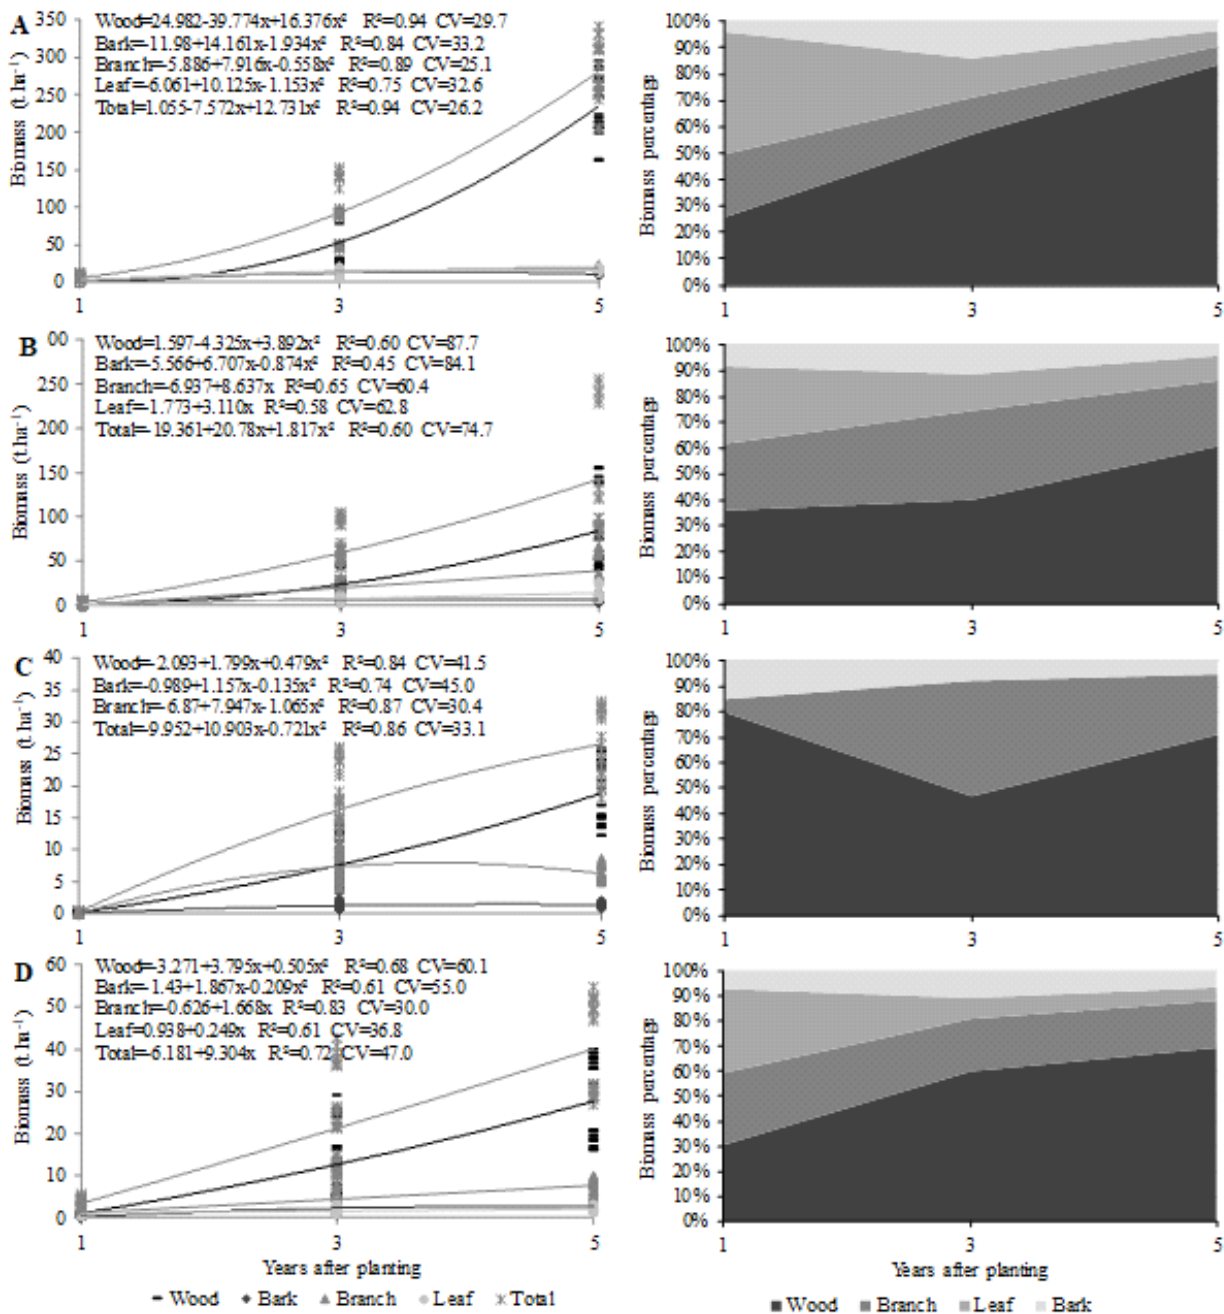 A
Wood=24.982-39.774x+16.376x² R²=0.94 CV=29.7
Bark=-11.98+14.161x-1.934x² R²=0.84 CV=33.2
Branch=-5.886+7.916x-0.558x² R²=0.89 CV=25.1
Leaf=-6.061+10.125x-1.153x² R²=0.75 CV=32.6
Total=1.055-7.572x+12.731x² R²=0.94 CV=26.2
Biomass (t.ha⁻¹)
350
300
250
200
150
100
50
0
1 3 5
Biomass percentage
100%
90%
80%
70%
60%
50%
40%
30%
20%
10%
0%
1 3 5
B
Wood=1.597-4.325x+3.892x² R²=0.60 CV=87.7
Bark=-5.566+6.707x-0.874x² R²=0.45 CV=84.1
Branch=-6.937+8.637x R²=0.65 CV=60.4
Leaf=-1.773+3.110x R²=0.58 CV=62.8
Total=-19.361+20.78x+1.817x² R²=0.60 CV=74.7
Biomass (t.ha⁻¹)
00
250
200
150
100
50
0
1 3 5
Biomass percentage
100%
90%
80%
70%
60%
50%
40%
30%
20%
10%
0%
1 3 5
C
Wood=-2.093+1.799x+0.479x² R²=0.84 CV=41.5
Bark=-0.989+1.157x-0.135x² R²=0.74 CV=45.0
Branch=-6.87+7.947x-1.065x² R²=0.87 CV=30.4
Total=-9.952+10.903x-0.721x² R²=0.86 CV=33.1
Biomass (t.ha⁻¹)
40
35
30
25
20
15
10
5
0
1 3 5
Biomass percentage
100%
90%
80%
70%
60%
50%
40%
30%
20%
10%
0%
1 3 5
D
Wood=-3.271+3.795x+0.505x² R²=0.68 CV=60.1
Bark=-1.43+1.867x-0.209x² R²=0.61 CV=55.0
Branch=-0.626+1.668x R²=0.83 CV=30.0
Leaf=0.938+0.249x R²=0.61 CV=36.8
Total=-6.181+9.304x R²=0.72 CV=47.0
Biomass (t.ha⁻¹)
60
50
40
30
20
10
0
1 3 5
Years after planting
Wood Bark Branch Leaf Total
Biomass percentage
100%
90%
80%
70%
60%
50%
40%
30%
20%
10%
0%
1 3 5
Years after planting
Wood Branch Leaf Bark